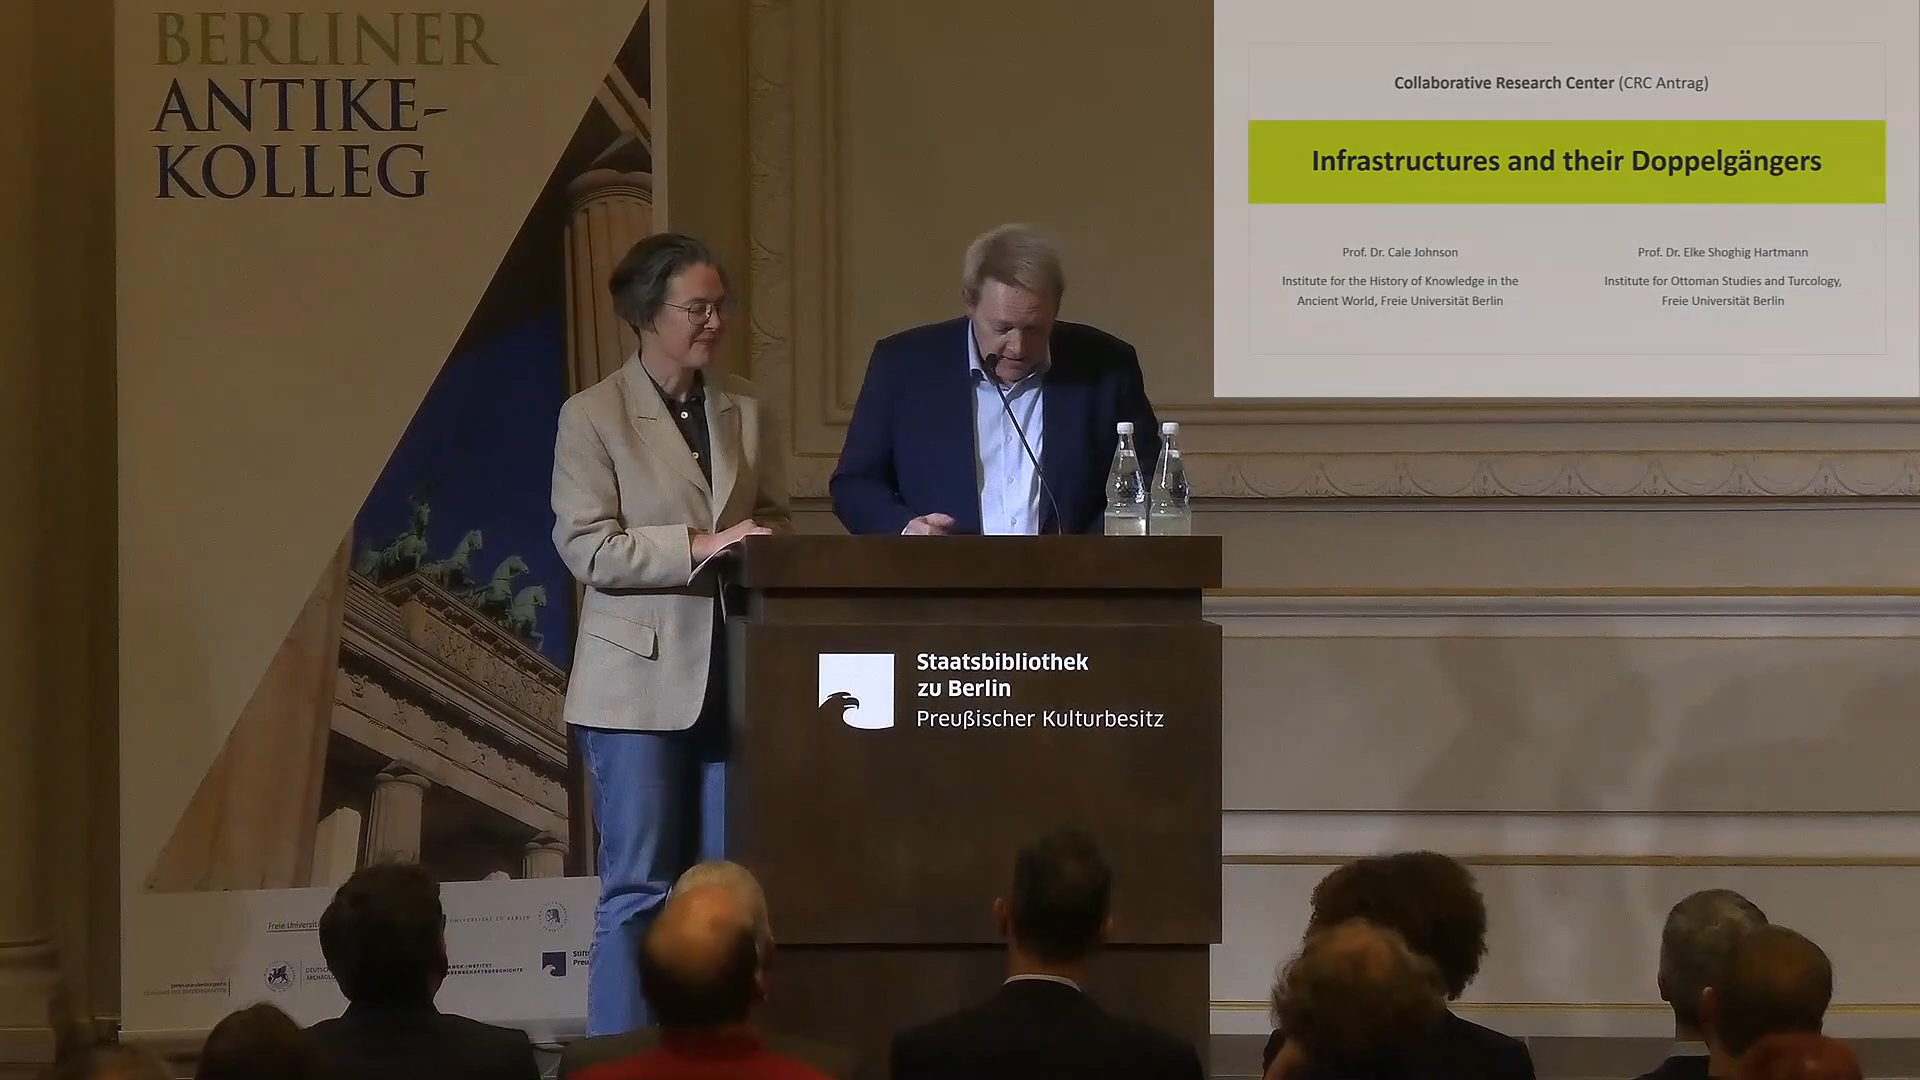 BERLINER
ANTIKE-
KOLLEG
Collaborative Research Center (CRC Antrag)
Infrastructures and their Doppelgängers
Prof. Dr. Cale Johnson
Institute for the History of Knowledge in the
Ancient World, Freie Universität Berlin
Prof. Dr. Elke Shoghig Hartmann
Institute for Ottoman Studies and Turcology,
Freie Universität Berlin
Staatsbibliothek
zu Berlin
Preußischer Kulturbesitz
Freie Universit